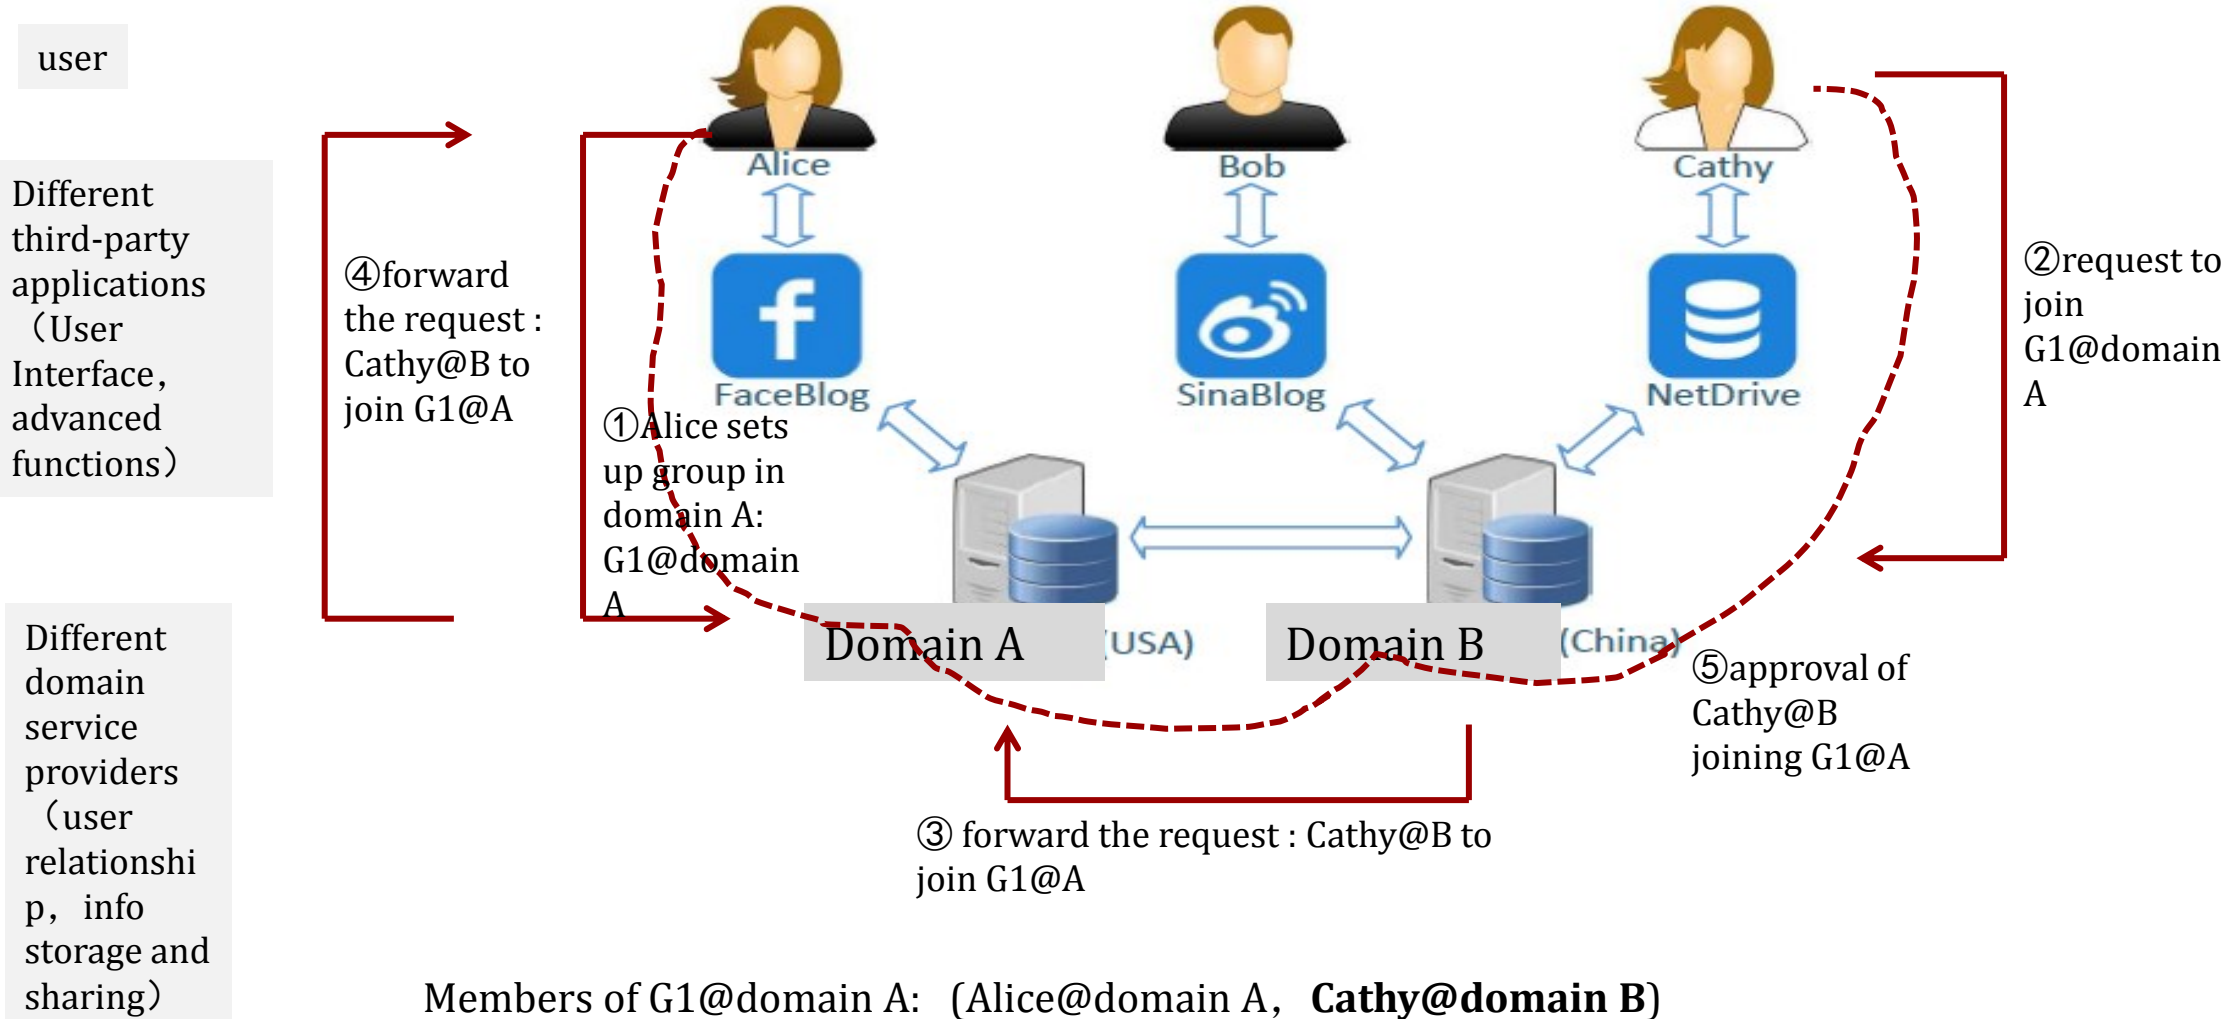 user
Different
third-party
applications
（User
Interface,
advanced
functions）
Different
domain
service
providers
（user
relationshi
p, info
storage and
sharing）
④forward
the request :
Cathy@B to
join G1@A
①Alice sets
up group in
domain A:
G1@domain
A
Alice
Bob
Cathy
FaceBlog
SinaBlog
NetDrive
②request to
join
G1@domain
A
Domain A
(USA)
Domain B
(China)
⑤approval of
Cathy@B
joining G1@A
③ forward the request : Cathy@B to
join G1@A
Members of G1@domain A: (Alice@domain A, Cathy@domain B)